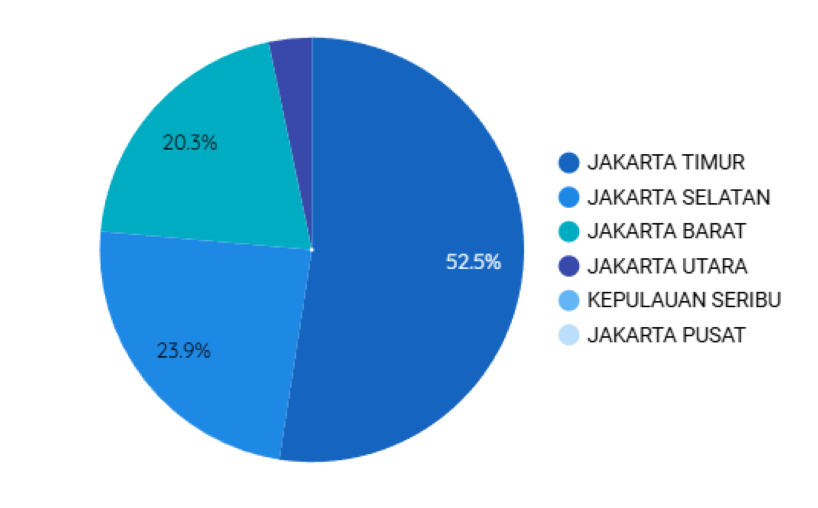 20.3%
52.5%
23.9%
JAKARTA TIMUR
JAKARTA SELATAN
JAKARTA BARAT
JAKARTA UTARA
KEPULAUAN SERIBU
JAKARTA PUSAT